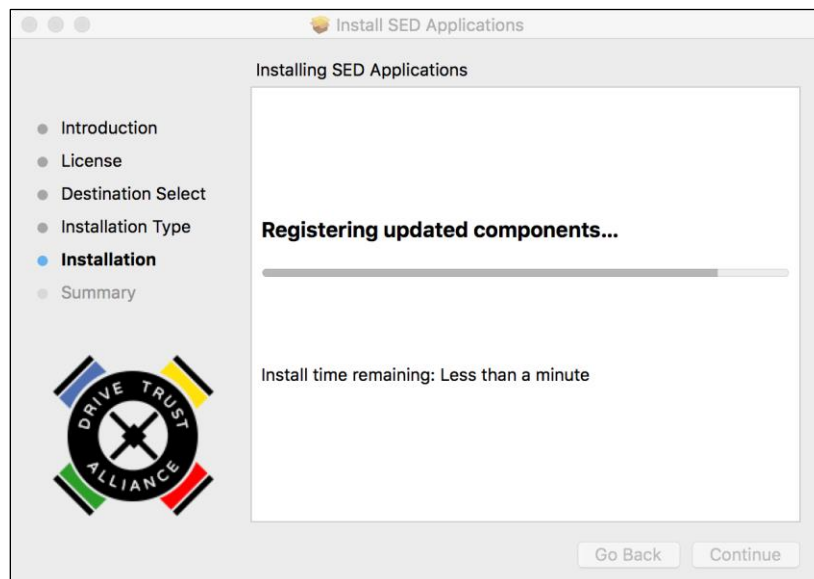 Install SED Applications
Installing SED Applications
Introduction
License
Destination Select
Installation Type
Installation
Summary
Registering updated components...
Install time remaining: Less than a minute
DRIVE TRUST
ALLIANCE
Go Back
Continue